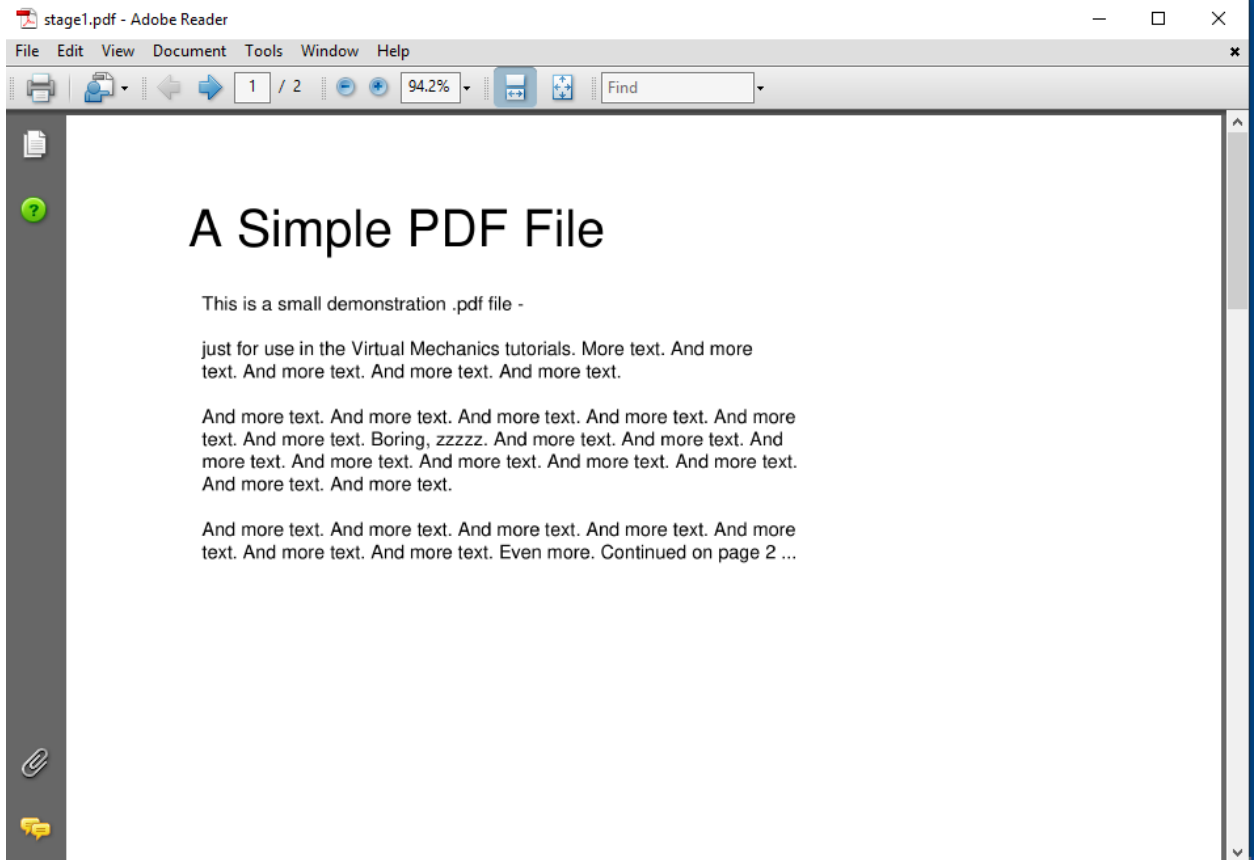 stage1.pdf - Adobe Reader
File Edit View Document Tools Window Help
1 / 2 94.2% Find
A Simple PDF File
This is a small demonstration .pdf file -
just for use in the Virtual Mechanics tutorials. More text. And more
text. And more text. And more text. And more text.
And more text. And more text. And more text. And more text. And more
text. And more text. Boring, zzzzz. And more text. And more text. And
more text. And more text. And more text. And more text. And more text.
And more text. And more text.
And more text. And more text. And more text. And more text. And more
text. And more text. And more text. Even more. Continued on page 2 ...